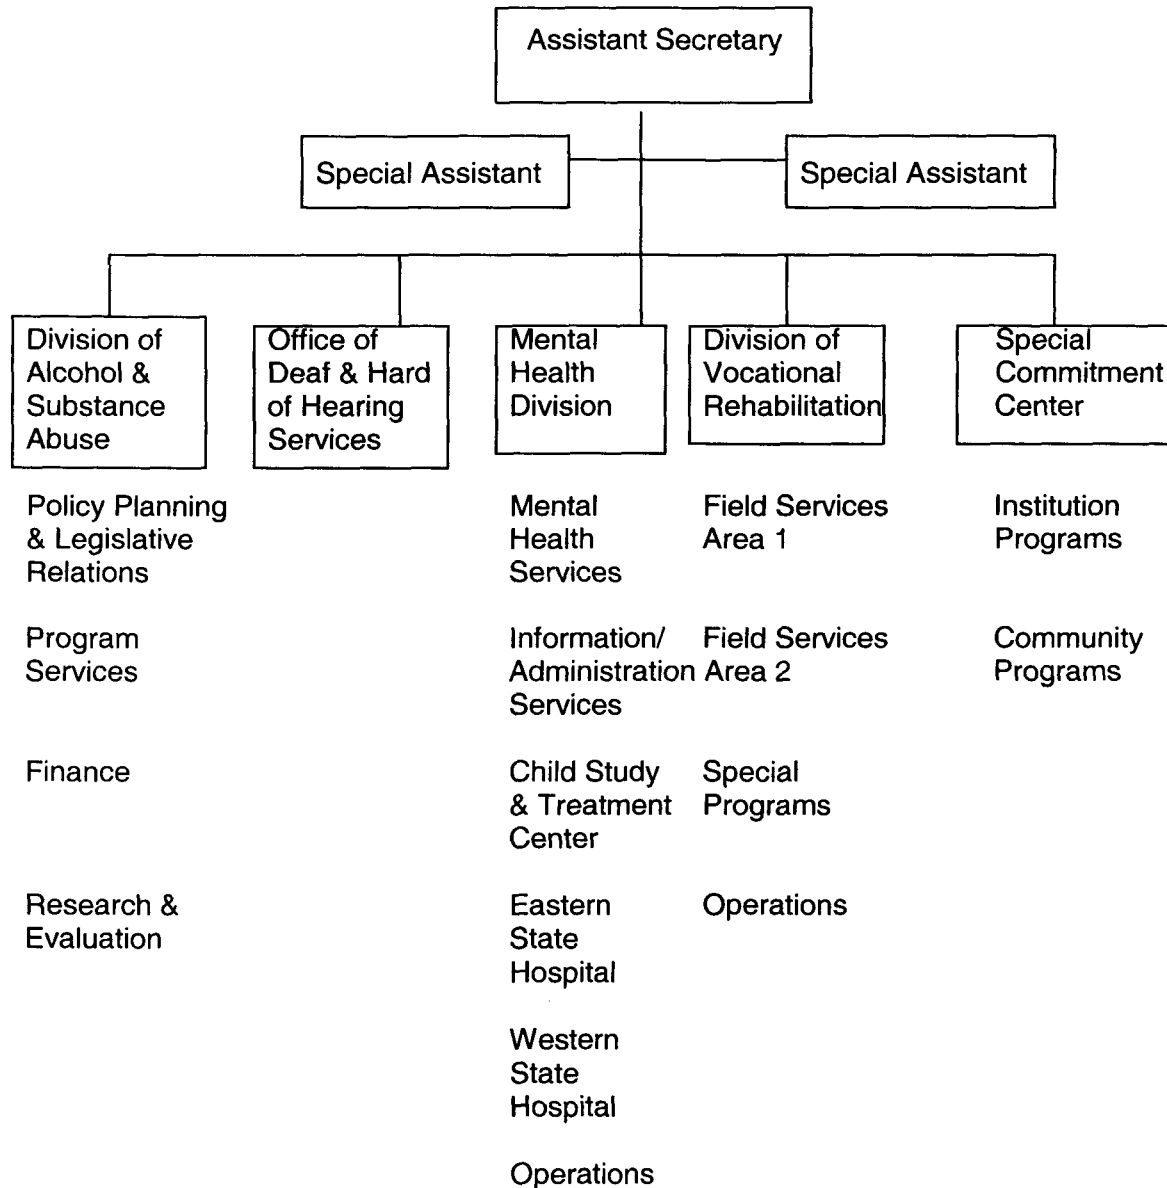 Assistant Secretary
Special Assistant
Special Assistant
Division of
Alcohol &
Substance
Abuse
Office of
Deaf & Hard
of Hearing
Services
Mental
Health
Division
Division of
Vocational
Rehabilitation
Special
Commitment
Center
Policy Planning
& Legislative
Relations
Program
Services
Finance
Research &
Evaluation
Mental
Health
Services
Information/
Administration
Services
Child Study
& Treatment
Center
Eastern
State
Hospital
Western
State
Hospital
Operations
Field Services
Area 1
Field Services
Area 2
Special
Programs
Operations
Institution
Programs
Community
Programs